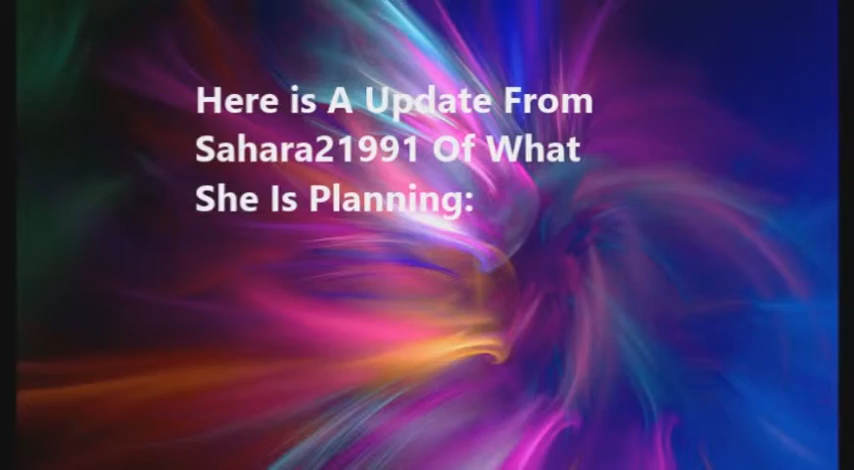 Here is A Update From
Sahara21991 Of What
She Is Planning: